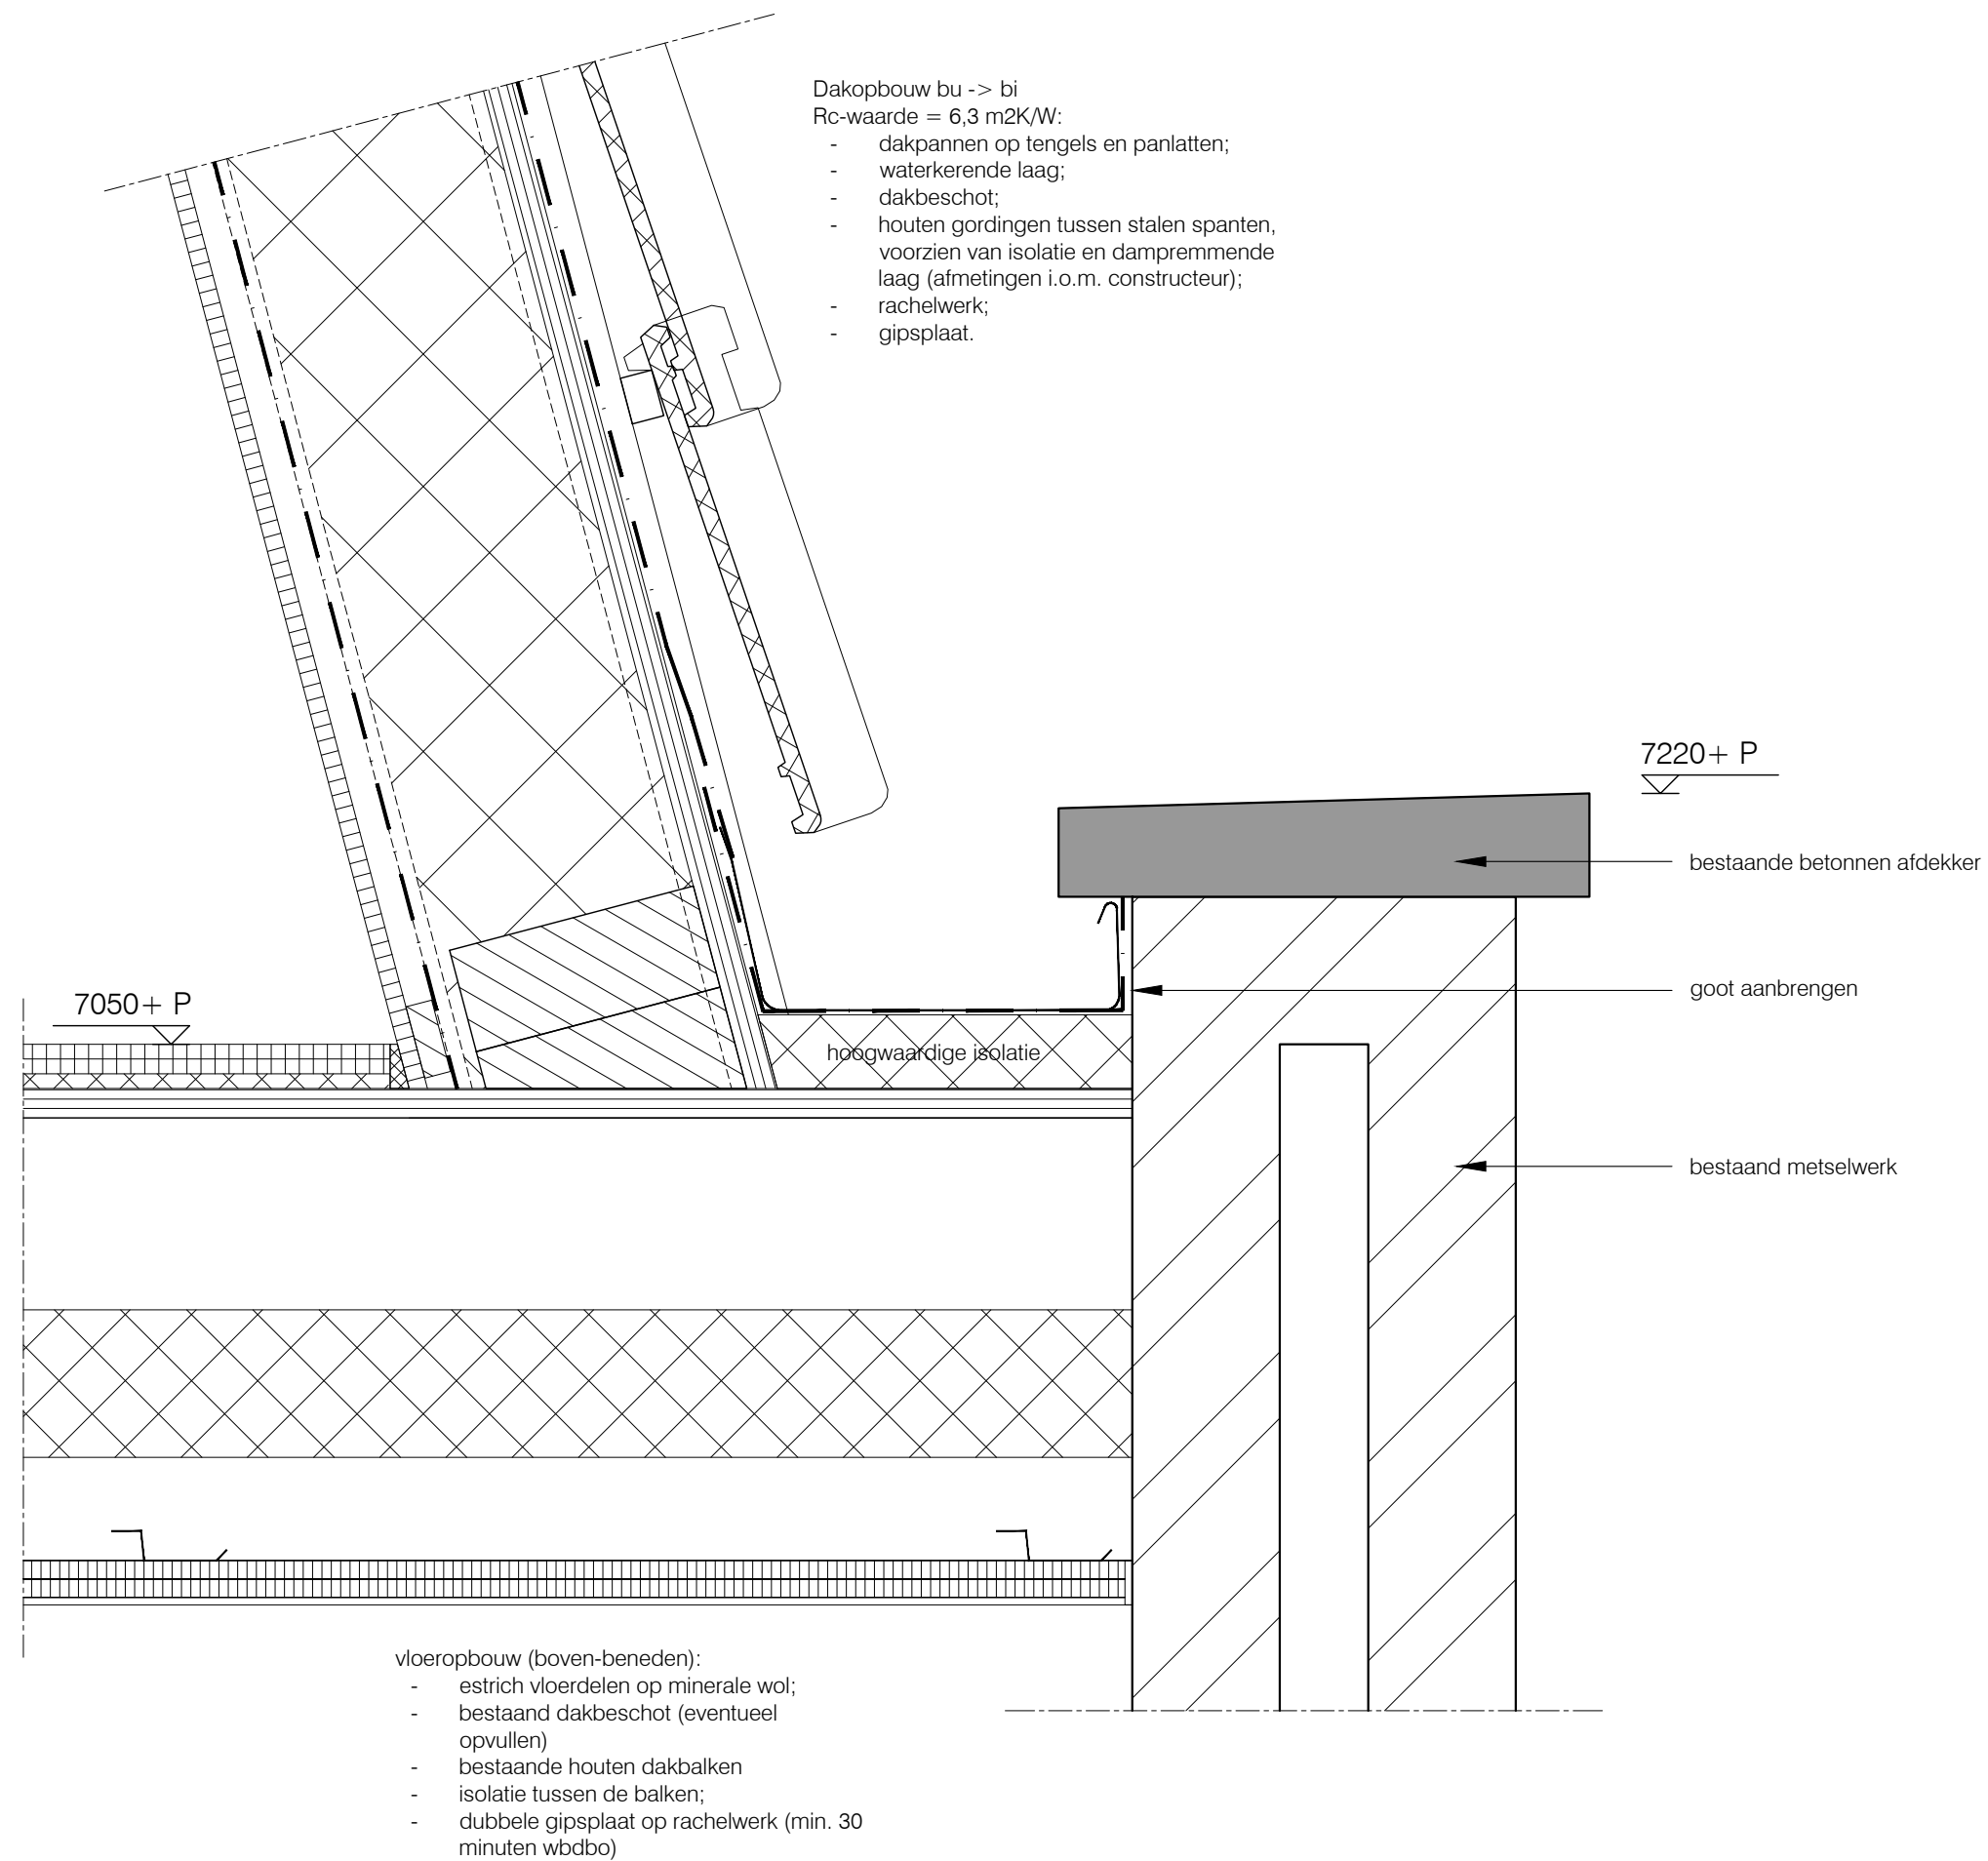 Dakopbouw bu -> bi
Rc-waarde = 6,3 m2K/W:
- dakpannen op tengels en panlatten;
- waterkerende laag;
- dakbeschot;
- houten gordingen tussen stalen spanten,
voorzien van isolatie en dampremmende
laag (afmetingen i.o.m. constructeur);
- rachelwerk;
- gipsplaat.
7220+ P
bestaande betonnen afdekker
goot aanbrengen
7050+ P
hoogwaardige isolatie
bestaand metselwerk
vloeropbouw (boven-beneden):
- estrich vloerdelen op minerale wol;
- bestaand dakbeschot (eventueel
opvullen)
- bestaande houten dakbalken
- isolatie tussen de balken;
- dubbele gipsplaat op rachelwerk (min. 30
minuten wbdbo)